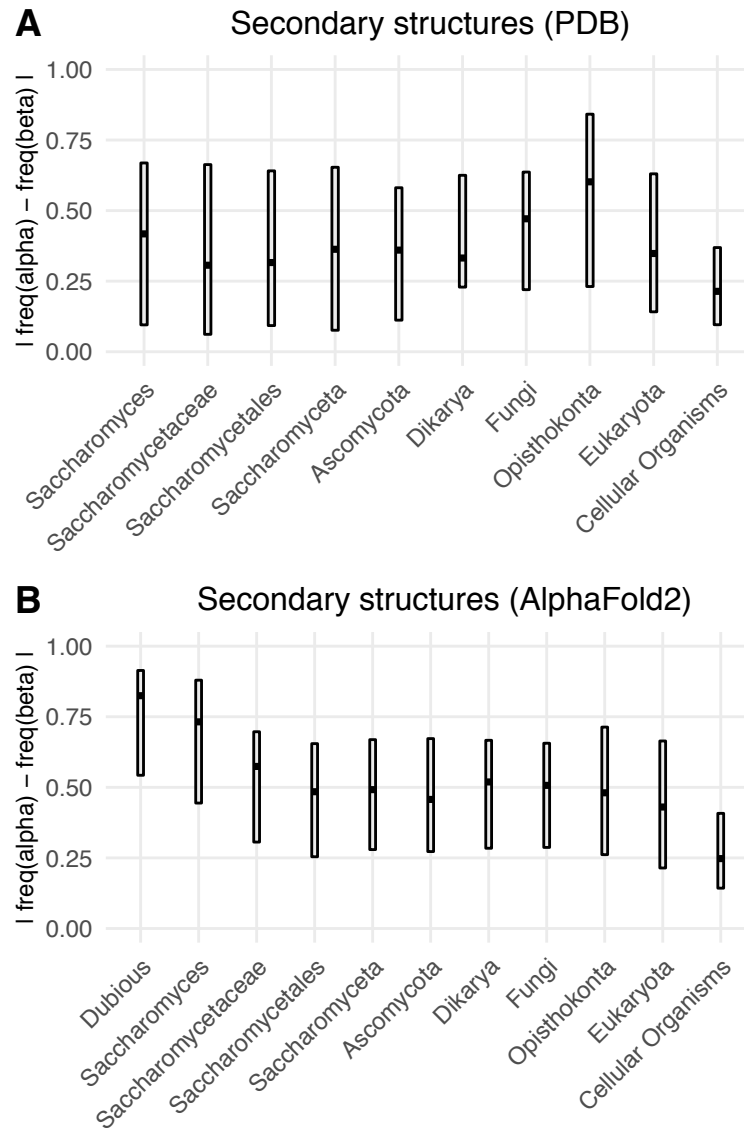 A
Secondary structures (PDB)
| freq(alpha) − freq(beta) |
1.00
0.75
0.50
0.25
0.00
Saccharomyces
Saccharomycetaceae
Saccharomycetales
Saccharomyceta
Ascomycota
Dikarya
Fungi
Opisthokonta
Eukaryota
Cellular Organisms
B
Secondary structures (AlphaFold2)
| freq(alpha) − freq(beta) |
1.00
0.75
0.50
0.25
0.00
Dubious
Saccharomyces
Saccharomycetaceae
Saccharomycetales
Saccharomyceta
Ascomycota
Dikarya
Fungi
Opisthokonta
Eukaryota
Cellular Organisms